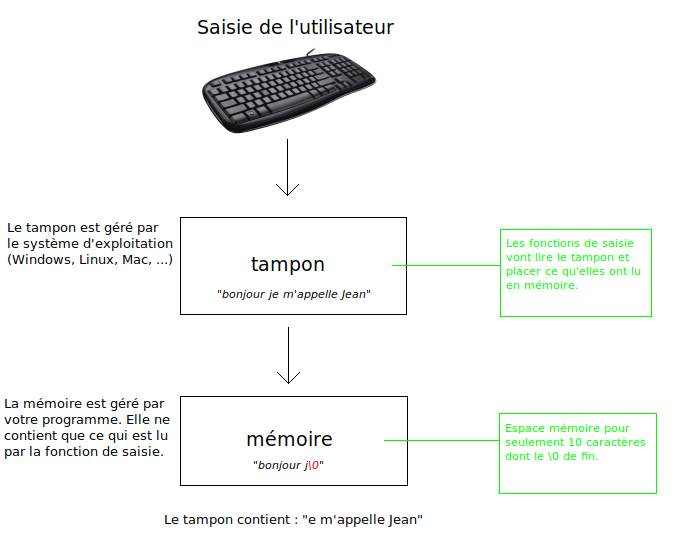 Saisie de l'utilisateur
Le tampon est géré par
le système d'exploitation
(Windows, Linux, Mac, ...)
tampon
"bonjour je m'appelle Jean"
Les fonctions de saisie
vont lire le tampon et
placer ce qu'elles ont lu
en mémoire.
La mémoire est géré par
votre programme. Elle ne
contient que ce qui est lu
par la fonction de saisie.
mémoire
"bonjour j\0"
Espace mémoire pour
seulement 10 caractères
dont le \0 de fin.
Le tampon contient : "e m'appelle Jean"